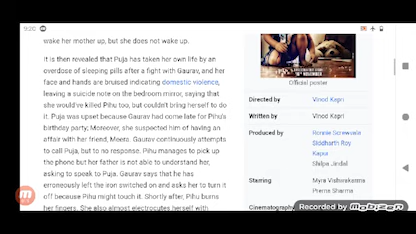 5:20
wake her mother up, but she does not wake up.
It is then revealed that Puja has taken her own life by an
overdose of sleeping pills after a fight with Gaurav, and her
face and hands are bruised indicating domestic violence,
leaving a suicide note on the bedroom mirror, saying that
she would've killed Pihu too, but couldn't bring herself to do
it. Puja was upset because Gaurav had come late for Pihu's
birthday party; Moreover, she suspected him of having an
affair with her friend, Meera. Gaurav continuously attempts
to call Puja, but to no response. Pihu manages to pick up
the phone but her father is not able to understand her,
asking to speak to Puja. Gaurav says that he has
erroneously left the iron switched on and asks her to turn it
off because Pihu might touch it. Shortly after, Pihu burns
her fingers. She also almost electrocutes herself with
16 NOVEMBER
Official poster
Directed by Vinod Kapri
Written by Vinod Kapri
Produced by Ronnie Screwvala
Siddharth Roy
Kapur
Shilpa Jindal
Starring Myra Vishwakarma
Prerna Sharma
Cinematography
Recorded by Mobizen